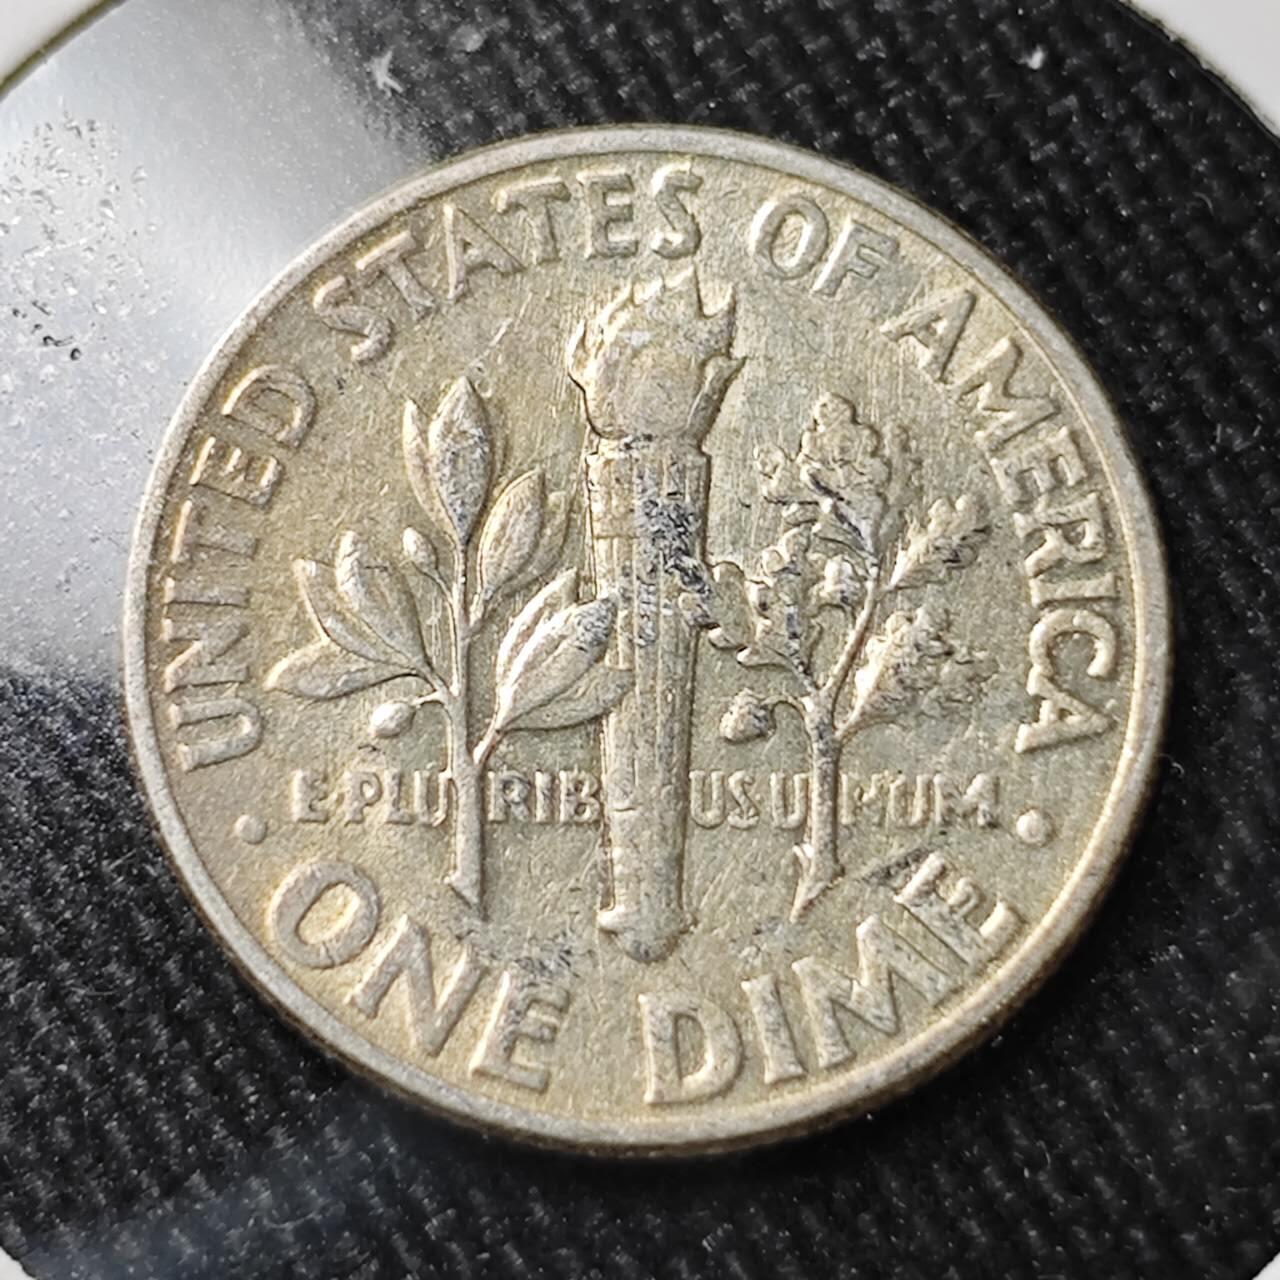 UNITED STATES OF AMERICA
E PLURIBUS UNUM
ONE DIME